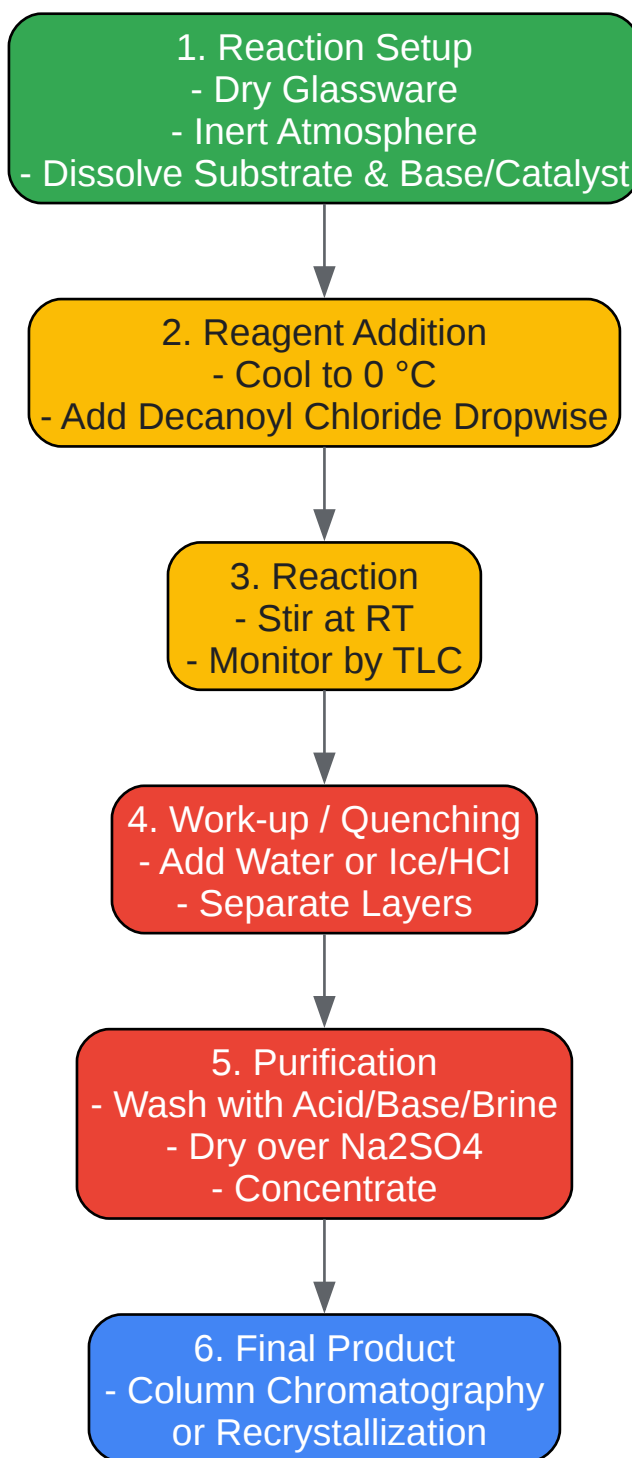 1. Reaction Setup
- Dry Glassware
- Inert Atmosphere
- Dissolve Substrate & Base/Catalyst
2. Reagent Addition
- Cool to 0 °C
- Add Decanoyl Chloride Dropwise
3. Reaction
- Stir at RT
- Monitor by TLC
4. Work-up / Quenching
- Add Water or Ice/HCl
- Separate Layers
5. Purification
- Wash with Acid/Base/Brine
- Dry over Na2SO4
- Concentrate
6. Final Product
- Column Chromatography
or Recrystallization